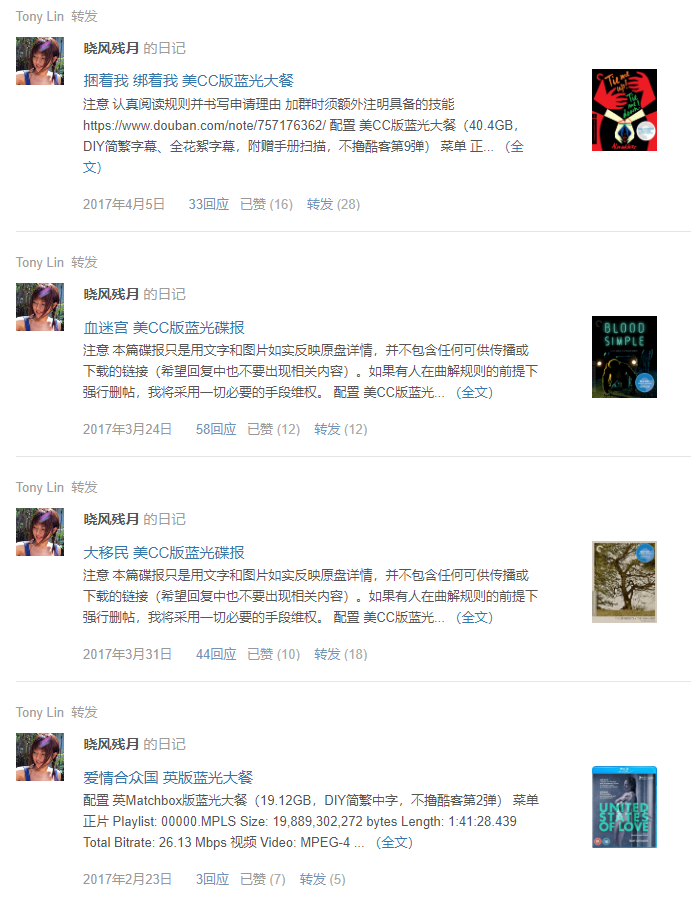 Tony Lin 转发
晓风残月 的日记
捆着我 绑着我 美CC版蓝光大餐
注意 认真阅读规则并书写申请理由 加群时须额外注明具备的技能
https://www.douban.com/note/757176362/ 配置 美CC版蓝光大餐（40.4GB，
DIY简繁字幕、全花絮字幕，附赠手册扫描，不撸酷客第9弹） 菜单 正... （全
文）
Tie me
up!
Tie
me
down!
Almodóvar
2017年4月5日 33回应 已赞 (16) 转发 (28)
Tony Lin 转发
晓风残月 的日记
血迷宫 美CC版蓝光碟报
注意 本篇碟报只是用文字和图片如实反映原盘详情，并不包含任何可供传播或
下载的链接（希望回复中也不要出现相关内容）。如果有人在曲解规则的前提下
强行删帖，我将采用一切必要的手段维权。 配置 美CC版蓝光... （全文）
BLOOD
SIMPLE
2017年3月24日 58回应 已赞 (12) 转发 (12)
Tony Lin 转发
晓风残月 的日记
大移民 美CC版蓝光碟报
注意 本篇碟报只是用文字和图片如实反映原盘详情，并不包含任何可供传播或
下载的链接（希望回复中也不要出现相关内容）。如果有人在曲解规则的前提下
强行删帖，我将采用一切必要的手段维权。 配置 美CC版蓝光... （全文）
2017年3月31日 44回应 已赞 (10) 转发 (18)
Tony Lin 转发
晓风残月 的日记
爱情合众国 英版蓝光大餐
配置 英Matchbox版蓝光大餐（19.12GB，DIY简繁中字，不撸酷客第2弹） 菜单
正片 Playlist: 00000.MPLS Size: 19,889,302,272 bytes Length: 1:41:28.439
Total Bitrate: 26.13 Mbps 视频 Video: MPEG-4 ... （全文）
UNITED
STATES
OF LOVE
2017年2月23日 3回应 已赞 (7) 转发 (5)